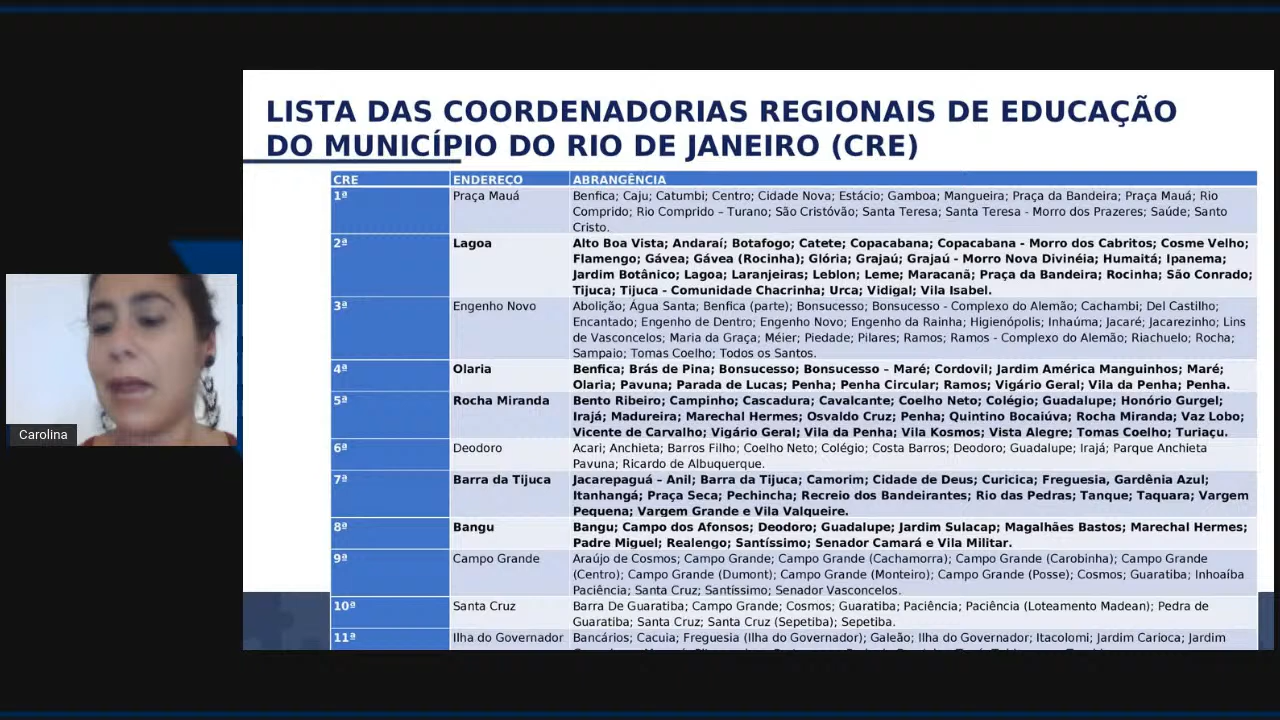 LISTA DAS COORDENADORIAS REGIONAIS DE EDUCAÇÃO
DO MUNICÍPIO DO RIO DE JANEIRO (CRE)
CRE ENDEREÇO ABRANGÊNCIA
1ª Praça Mauá Benfica; Caju; Catumbi; Centro; Cidade Nova; Estácio; Gamboa; Mangueira; Praça da Bandeira; Praça Mauá; Rio
Comprido; Rio Comprido – Turano; São Cristóvão; Santa Teresa; Santa Teresa - Morro dos Prazeres; Saúde; Santo
Cristo.
2ª Lagoa Alto Boa Vista; Andaraí; Botafogo; Catete; Copacabana; Copacabana - Morro dos Cabritos; Cosme Velho;
Flamengo; Gávea; Gávea (Rocinha); Glória; Grajaú; Grajaú - Morro Nova Divinéia; Humaitá; Ipanema;
Jardim Botânico; Lagoa; Laranjeiras; Leblon; Leme; Maracanã; Praça da Bandeira; Rocinha; São Conrado;
Tijuca; Tijuca - Comunidade Chacrinha; Urca; Vidigal; Vila Isabel.
3ª Engenho Novo Abolição; Água Santa; Benfica (parte); Bonsucesso; Bonsucesso - Complexo do Alemão; Cachambi; Del Castilho;
Encantado; Engenho de Dentro; Engenho Novo; Engenho da Rainha; Higienópolis; Inhaúma; Jacaré; Jacarezinho; Lins
de Vasconcelos; Maria da Graça; Méier; Piedade; Pilares; Ramos; Ramos - Complexo do Alemão; Riachuelo; Rocha;
Sampaio; Tomas Coelho; Todos os Santos.
4ª Olaria Benfica; Brás de Pina; Bonsucesso; Bonsucesso – Maré; Cordovil; Jardim América Manguinhos; Maré;
Olaria; Pavuna; Parada de Lucas; Penha; Penha Circular; Ramos; Vigário Geral; Vila da Penha; Penha.
5ª Rocha Miranda Bento Ribeiro; Campinho; Cascadura; Cavalcante; Coelho Neto; Colégio; Guadalupe; Honório Gurgel;
Irajá; Madureira; Marechal Hermes; Osvaldo Cruz; Penha; Quintino Bocaiúva; Rocha Miranda; Vaz Lobo;
Vicente de Carvalho; Vigário Geral; Vila da Penha; Vila Kosmos; Vista Alegre; Tomas Coelho; Turiaçu.
6ª Deodoro Acari; Anchieta; Barros Filho; Coelho Neto; Colégio; Costa Barros; Deodoro; Guadalupe; Irajá; Parque Anchieta
Pavuna; Ricardo de Albuquerque.
7ª Barra da Tijuca Jacarepaguá – Anil; Barra da Tijuca; Camorim; Cidade de Deus; Curicica; Freguesia, Gardênia Azul;
Itanhangá; Praça Seca; Pechincha; Recreio dos Bandeirantes; Rio das Pedras; Tanque; Taquara; Vargem
Pequena; Vargem Grande e Vila Valqueire.
8ª Bangu Bangu; Campo dos Afonsos; Deodoro; Guadalupe; Jardim Sulacap; Magalhães Bastos; Marechal Hermes;
Padre Miguel; Realengo; Santíssimo; Senador Camará e Vila Militar.
9ª Campo Grande Araújo de Cosmos; Campo Grande; Campo Grande (Cachamorra); Campo Grande (Carobinha); Campo Grande
(Centro); Campo Grande (Dumont); Campo Grande (Monteiro); Campo Grande (Posse); Cosmos; Guaratiba; Inhoaíba
Paciência; Santa Cruz; Santíssimo; Senador Vasconcelos.
10ª Santa Cruz Barra De Guaratiba; Campo Grande; Cosmos; Guaratiba; Paciência; Paciência (Loteamento Madean); Pedra de
Guaratiba; Santa Cruz; Santa Cruz (Sepetiba); Sepetiba.
11ª Ilha do Governador Bancários; Cacuia; Freguesia (Ilha do Governador); Galeão; Ilha do Governador; Itacolomi; Jardim Carioca; Jardim
Carolina